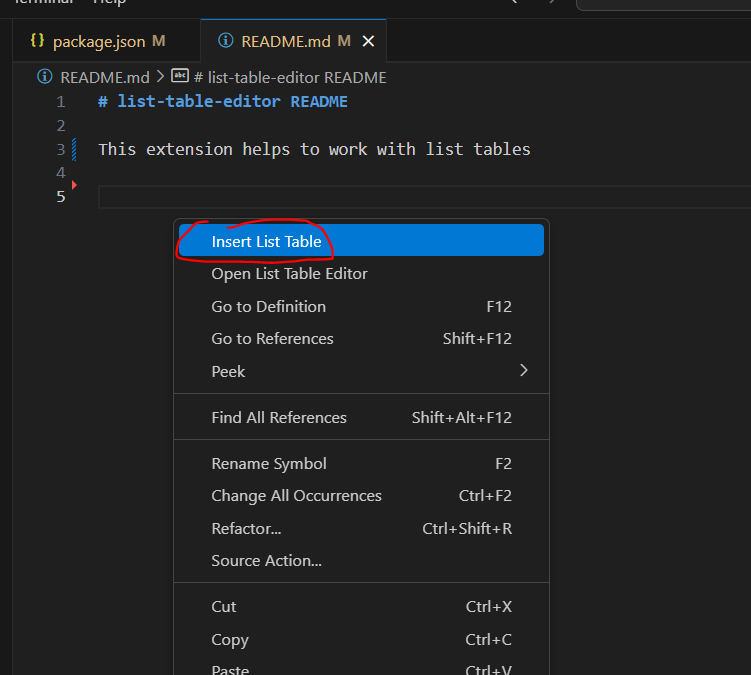 Terminal Help
package.json M
README.md M
README.md > # list-table-editor README
1 # list-table-editor README
2
3 This extension helps to work with list tables
4
5
Insert List Table
Open List Table Editor
Go to Definition F12
Go to References Shift+F12
Peek
Find All References Shift+Alt+F12
Rename Symbol F2
Change All Occurrences Ctrl+F2
Refactor... Ctrl+Shift+R
Source Action...
Cut Ctrl+X
Copy Ctrl+C
Paste Ctrl+V